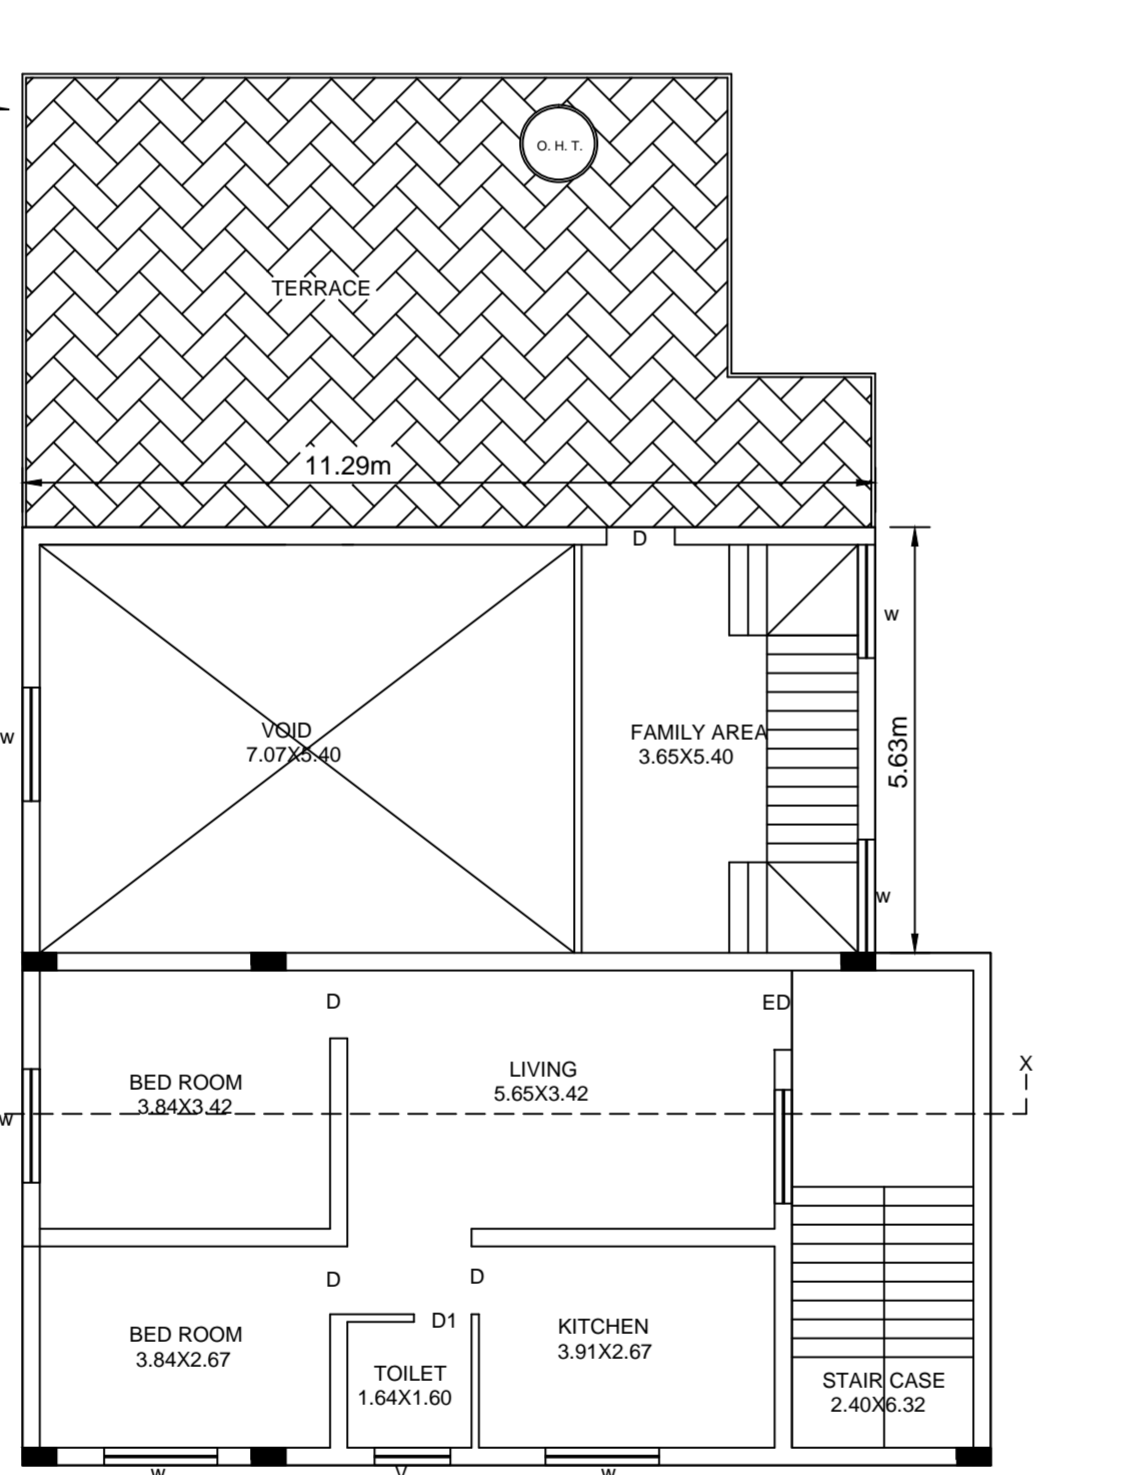 O. H. T.
TERRACE
11.29m
D
w
VOID
7.07X5.40
w
FAMILY AREA
3.65X5.40
5.63m
w
D
ED
BED ROOM
3.84X3.42
LIVING
5.65X3.42
X
w
D
D
D1
BED ROOM
3.84X2.67
KITCHEN
3.91X2.67
TOILET
1.64X1.60
STAIR CASE
2.40X6.32
w
V
w